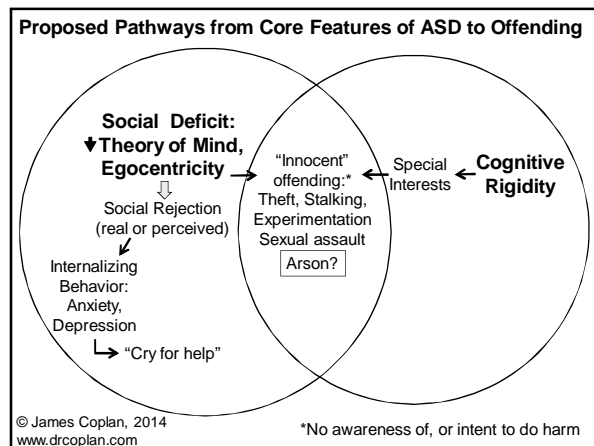 Proposed Pathways from Core Features of ASD to Offending
Social Deficit:
Theory of Mind,
Egocentricity
Social Rejection
(real or perceived)
Internalizing
Behavior:
Anxiety,
Depression
“Cry for help”
“Innocent”
offending:*
Theft, Stalking,
Experimentation
Sexual assault
Arson?
Special
Interests
Cognitive
Rigidity
© James Coplan, 2014
www.drcoplan.com
*No awareness of, or intent to do harm